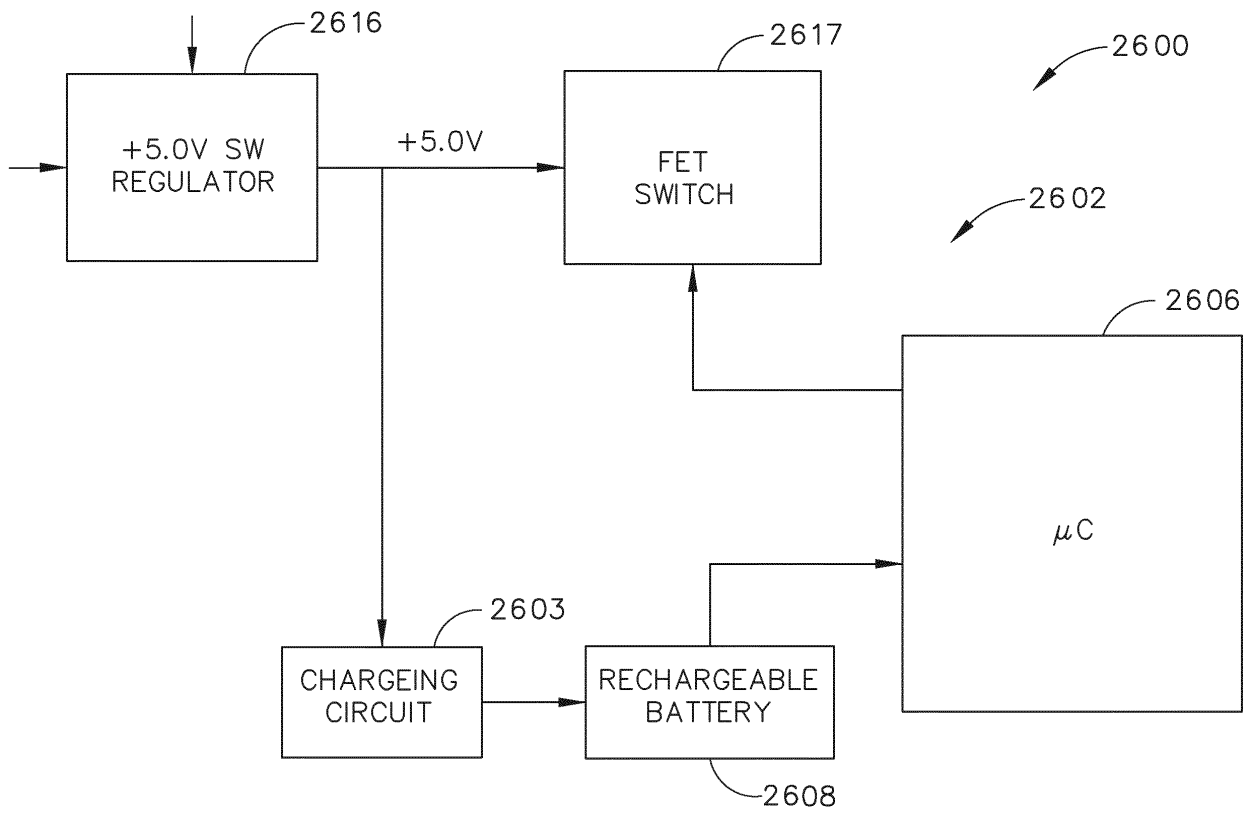 2616
2617
2600
+5.0V SW
REGULATOR
+5.0V
FET
SWITCH
2602
2606
μC
2603
CHARGEING
CIRCUIT
RECHARGEABLE
BATTERY
2608